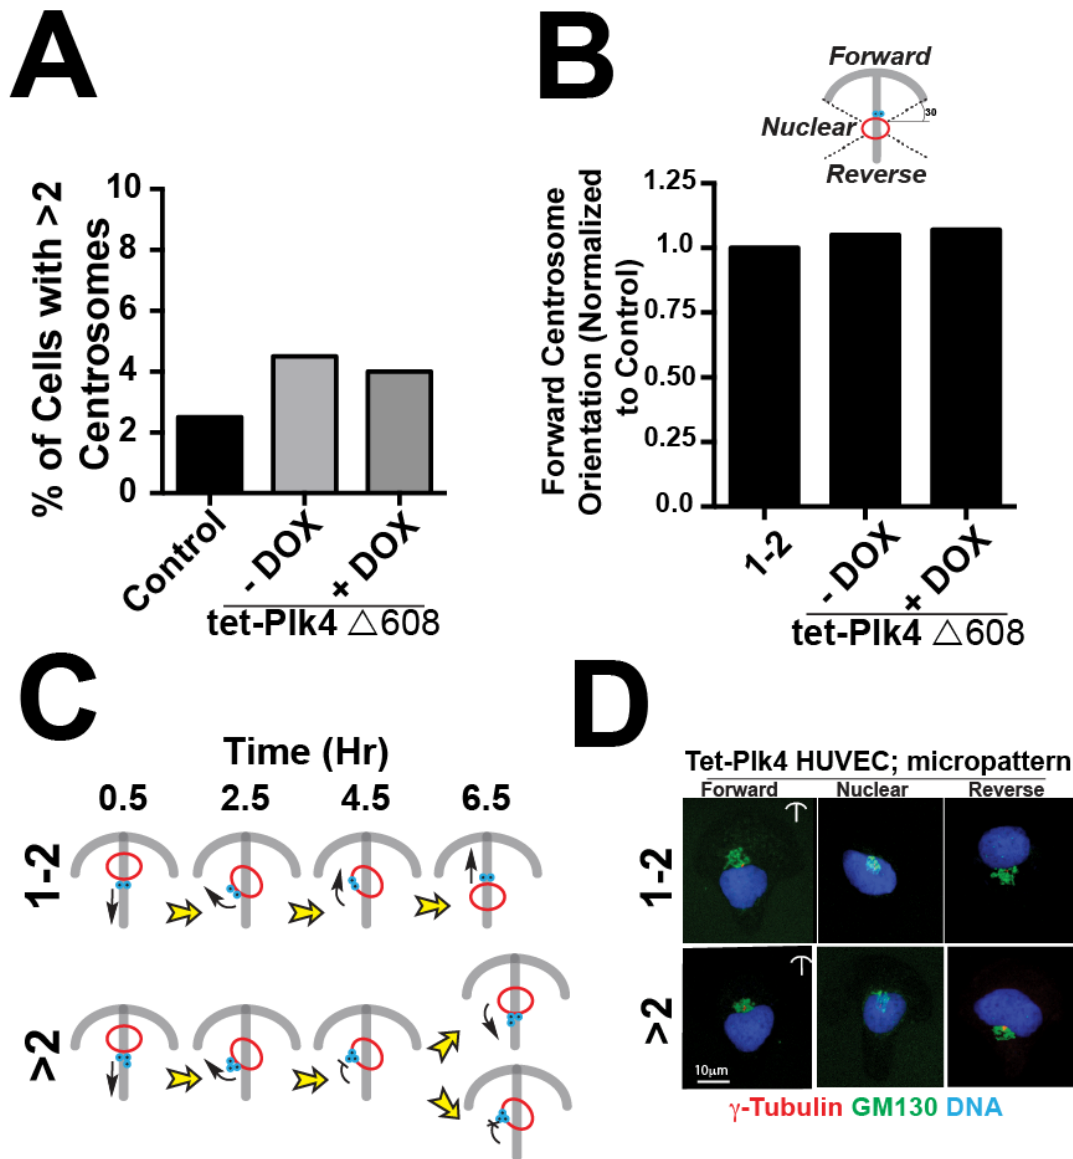 A
% of Cells with >2
Centrosomes
10
8
6
4
2
0
Control
- DOX
+ DOX
tet-Plk4 △608
B
Forward
30
Nuclear
Reverse
Forward Centrosome
Orientation (Normalized
to Control)
1.25
1.0
0.75
0.50
0.25
0.0
1-2
- DOX
+ DOX
tet-Plk4 △608
C
Time (Hr)
0.5 2.5 4.5 6.5
1-2
>2
D
Tet-Plk4 HUVEC; micropattern
Forward Nuclear Reverse
1-2
>2
10μm
γ-Tubulin GM130 DNA